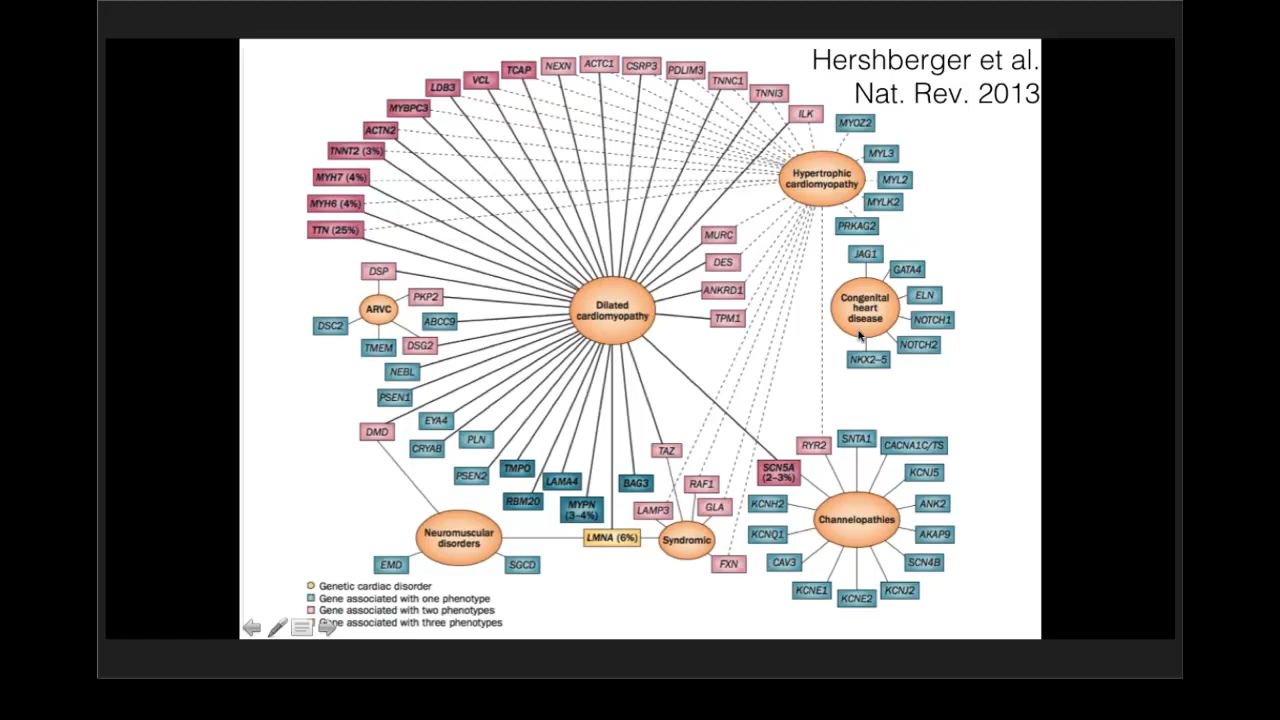 Hershberger et al.
Nat. Rev. 2013
TCAP
NEXN
ACTC1
CSRP3
PDLIM3
TNNC1
TNNI3
ILK
VCL
LDB3
MYBPC3
ACTN2
TNNT2 (3%)
MYH7 (4%)
MYH6 (4%)
TTN (25%)
MYOZ2
MYL3
MYL2
MYLK2
PRKAG2
Hypertrophic
cardiomyopathy
MURC
DES
ANKRD1
TPM1
JAG1
GATA4
ELN
NOTCH1
NOTCH2
NKX2–5
Congenital
heart
disease
Dilated
cardiomyopathy
DSP
PKP2
ARVC
ABCC9
DSC2
TMEM
DSG2
NEBL
PSEN1
DMD
EYA4
CRYAB
PLN
PSEN2
TMPO
RBM20
LAMA4
MYPN
(3–4%)
BAG3
TAZ
LAMP3
RAF1
GLA
Syndromic
FXN
LMNA (6%)
Neuromuscular
disorders
EMD
SGCD
SCN5A
(2–3%)
RYR2
SNTA1
CACNA1C/TS
KCNJ5
ANK2
AKAP9
SCN4B
KCNJ2
KCNE2
KCNE1
CAV3
KCNQ1
KCNH2
Channelopathies
Genetic cardiac disorder
Gene associated with one phenotype
Gene associated with two phenotypes
Gene associated with three phenotypes